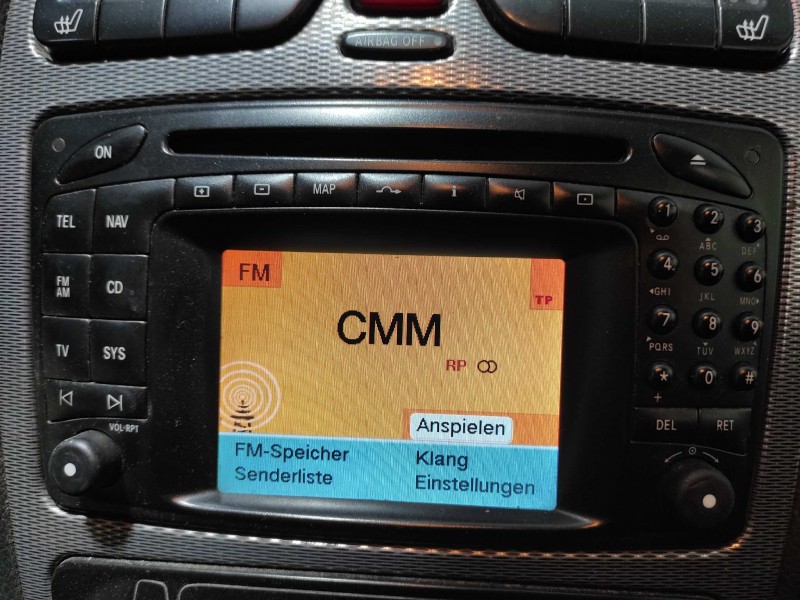 AIRBAG OFF
ON
MAP
i
TEL NAV
FM AM CD
TV SYS
VOL·RPT
1 2 3
ABC DEF
4 5 6
GHI JKL MNO
7 8 9
PQRS TUV WXYZ
* 0 #
+
DEL RET
FM
TP
CMM
RP
Anspielen
FM-Speicher Klang
Senderliste Einstellungen